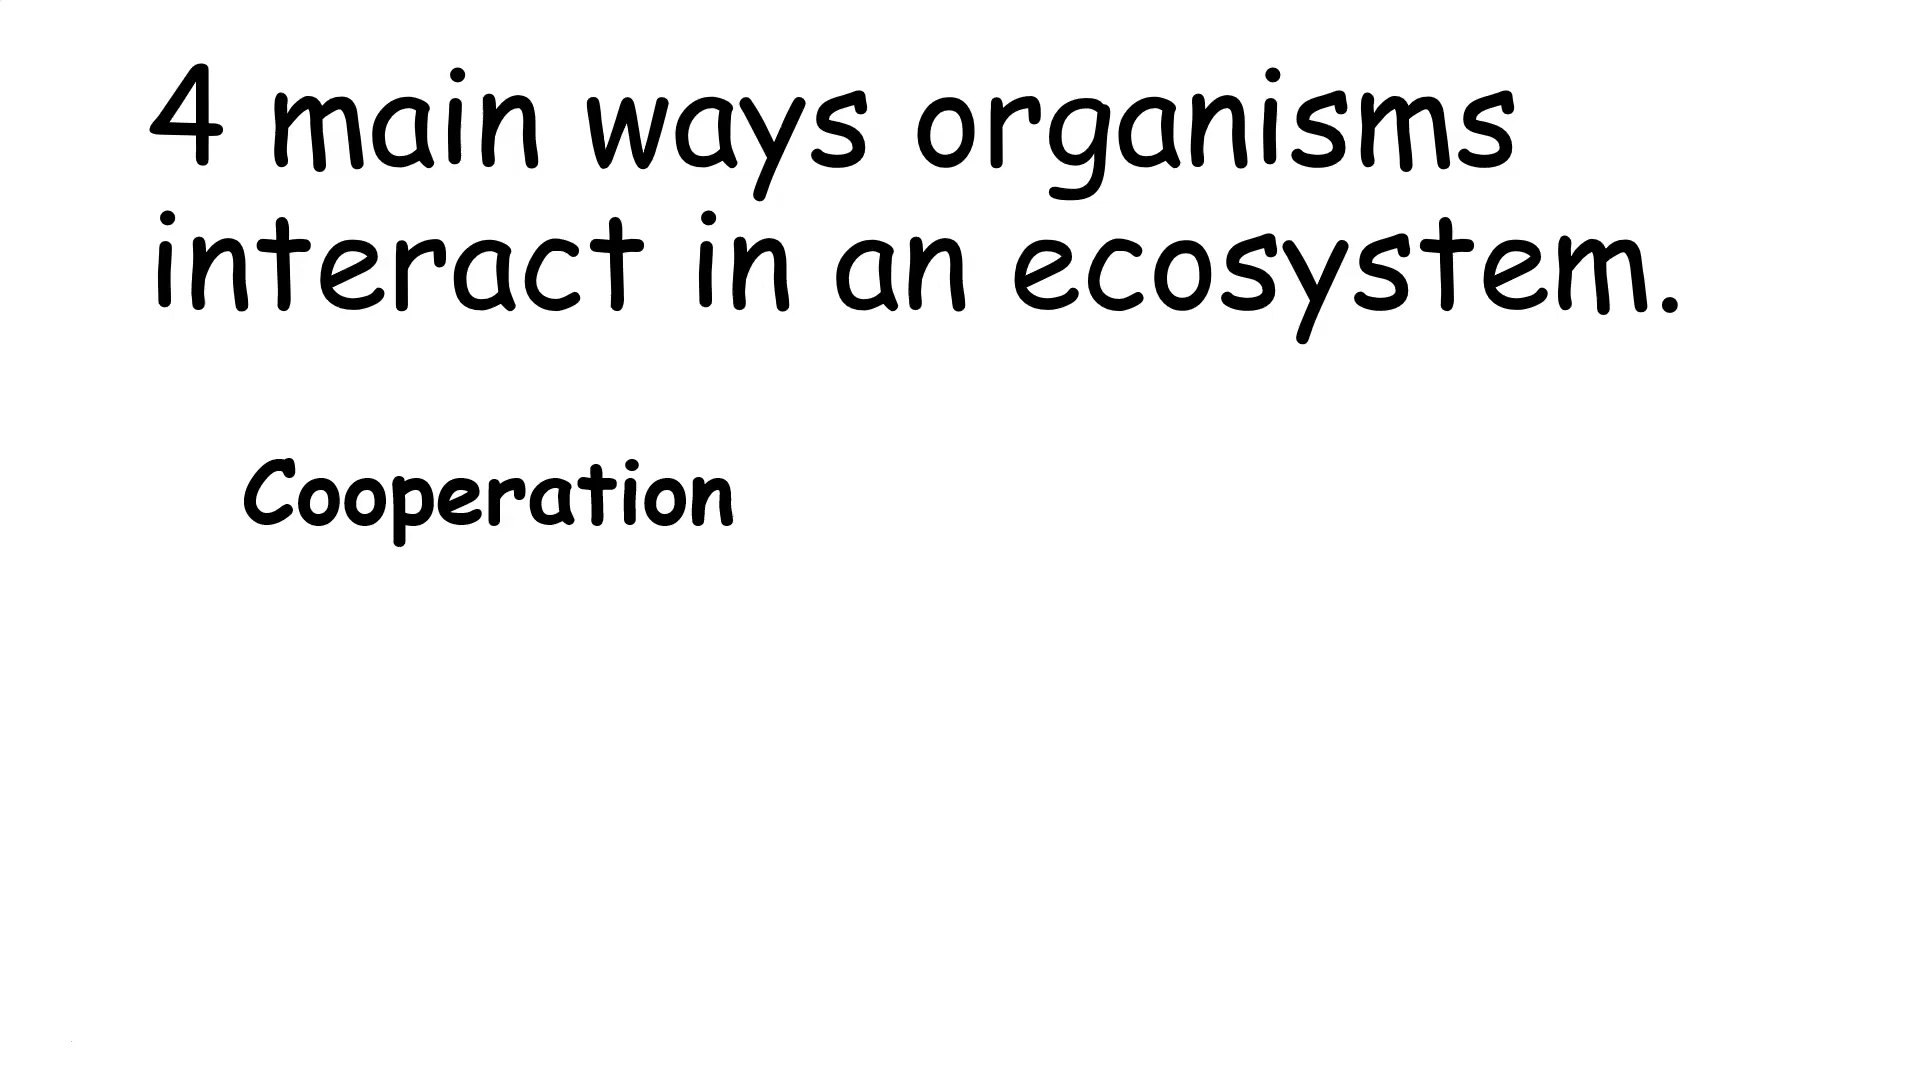 4 main ways organisms
interact in an ecosystem.
Cooperation